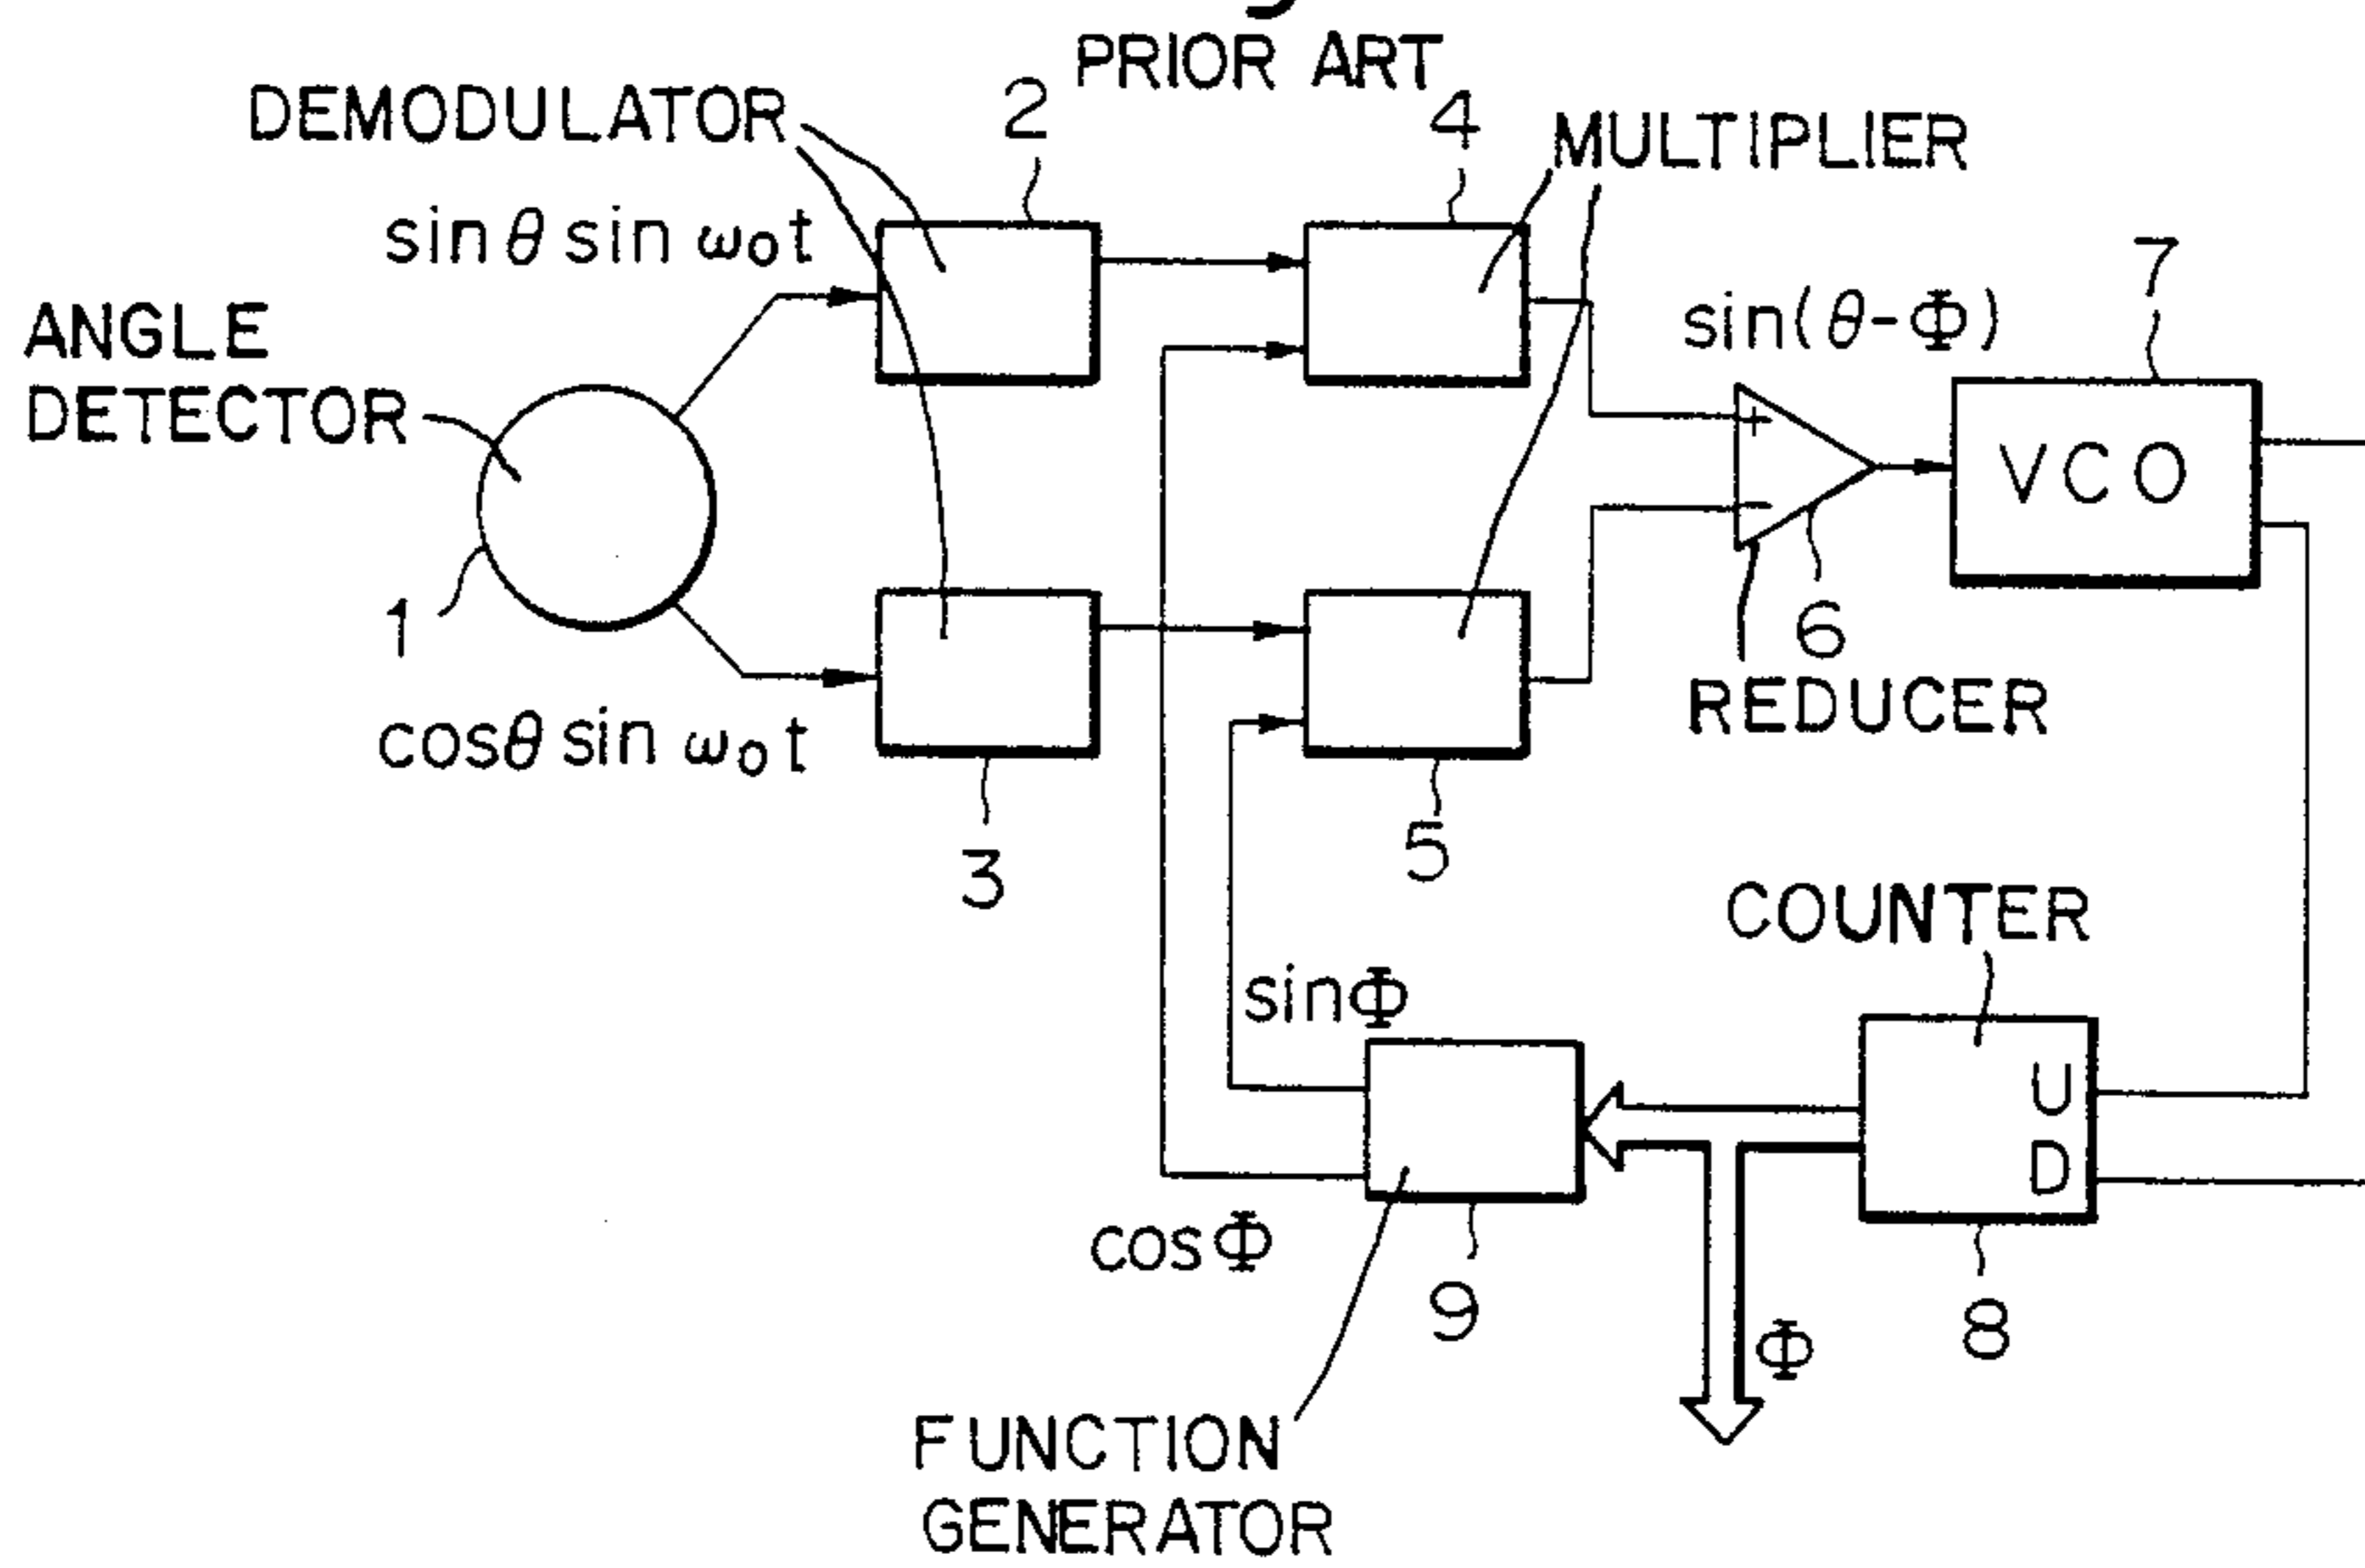 PRIOR ART
DEMODULATOR
2
4
MULTIPLIER
sinθ sin ω₀t
7
ANGLE
DETECTOR
sin(θ-Φ)
+
VCO
−
1
6
REDUCER
cosθ sin ω₀t
3
5
COUNTER
sinΦ
U
D
cosΦ
9
8
Φ
FUNCTION
GENERATOR